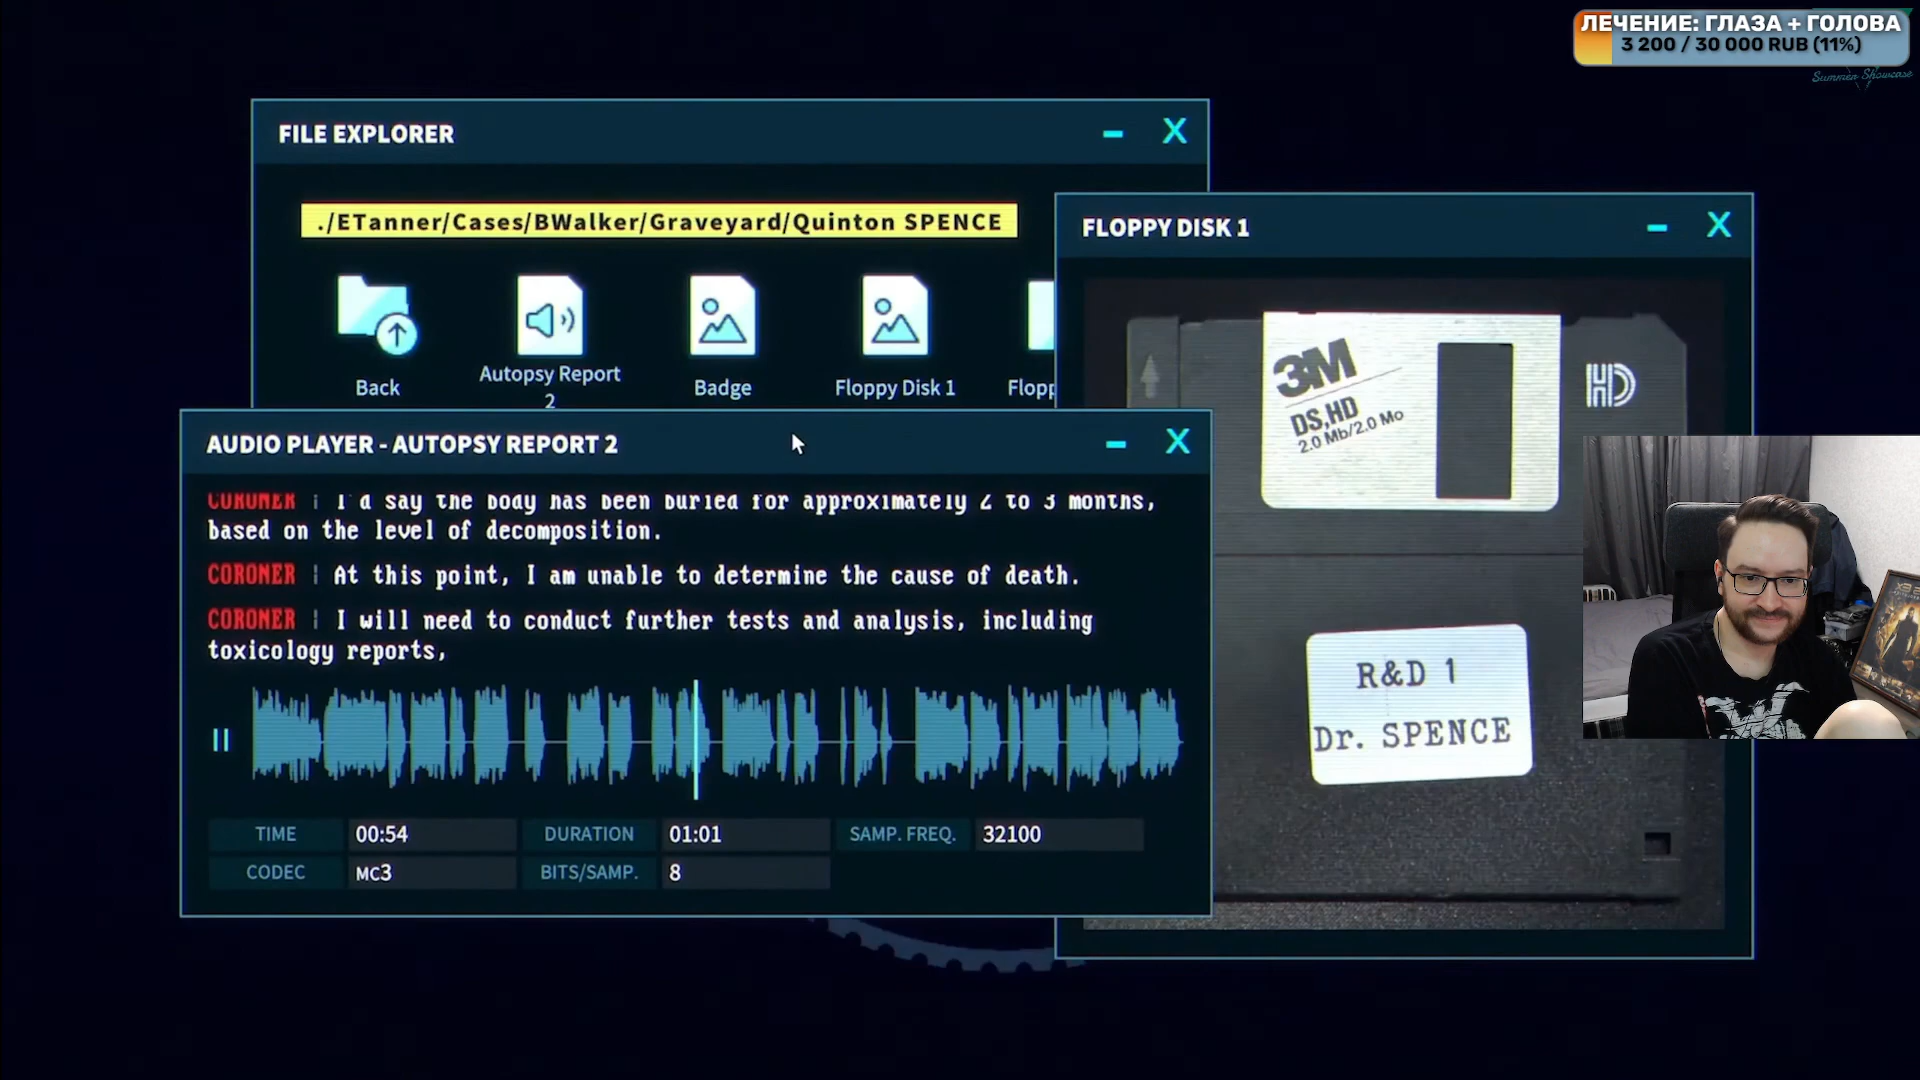 ЛЕЧЕНИЕ: ГЛАЗА + ГОЛОВА
3 200 / 30 000 RUB (11%)
Summer Showcase
FILE EXPLORER
./ETanner/Cases/BWalker/Graveyard/Quinton SPENCE
Back
Autopsy Report
2
Badge
Floppy Disk 1
Flopp
FLOPPY DISK 1
3M
DS,HD
2.0 Mb/2.0 Mo
HD
R&D 1
Dr. SPENCE
AUDIO PLAYER - AUTOPSY REPORT 2
CORONER | I'd say the body has been buried for approximately 2 to 3 months,
based on the level of decomposition.
CORONER | At this point, I am unable to determine the cause of death.
CORONER | I will need to conduct further tests and analysis, including
toxicology reports,
TIME 00:54 DURATION 01:01 SAMP. FREQ. 32100
CODEC MC3 BITS/SAMP. 8